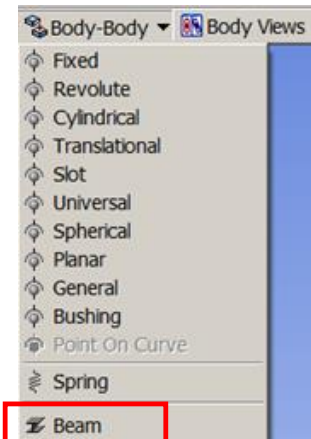 Body-Body Body Views
Fixed
Revolute
Cylindrical
Translational
Slot
Universal
Spherical
Planar
General
Bushing
Point On Curve
Spring
Beam